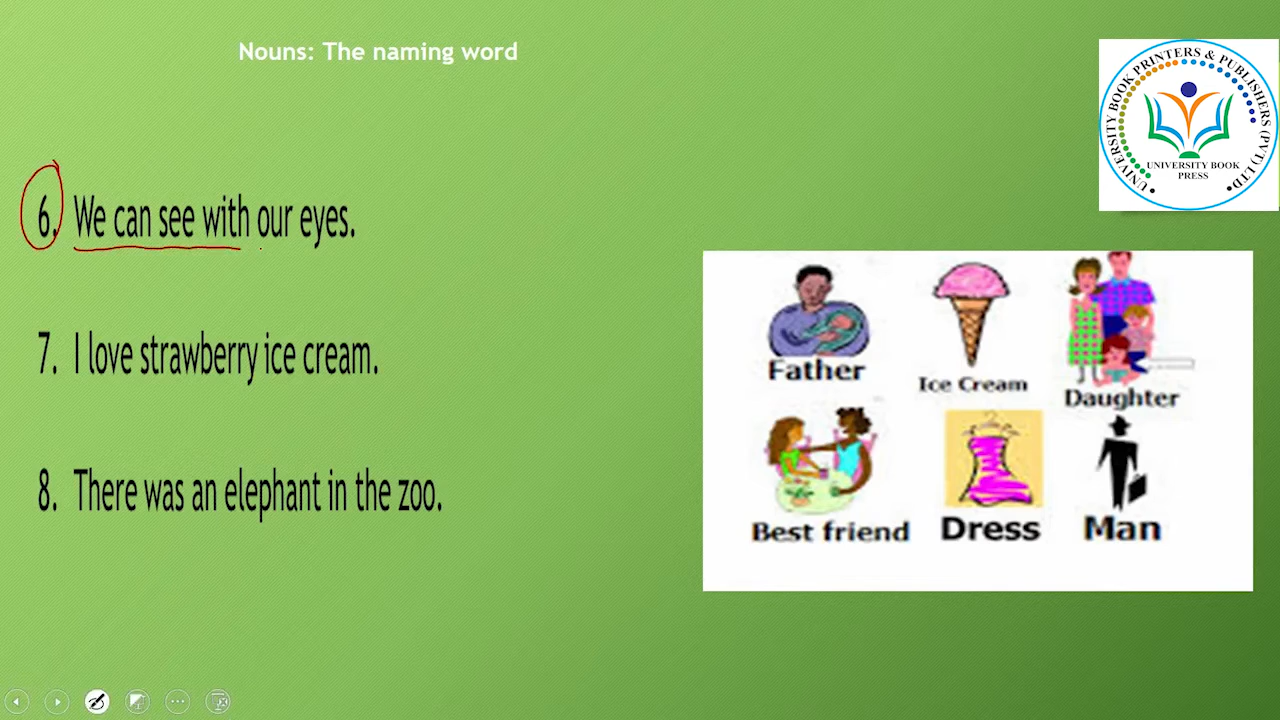 Nouns: The naming word
UNIVERSITY BOOK PRINTERS & PUBLISHERS (PVT) LTD.
UNIVERSITY BOOK
PRESS
6. We can see with our eyes.
7. I love strawberry ice cream.
8. There was an elephant in the zoo.
Father
Ice Cream
Daughter
Best friend
Dress
Man